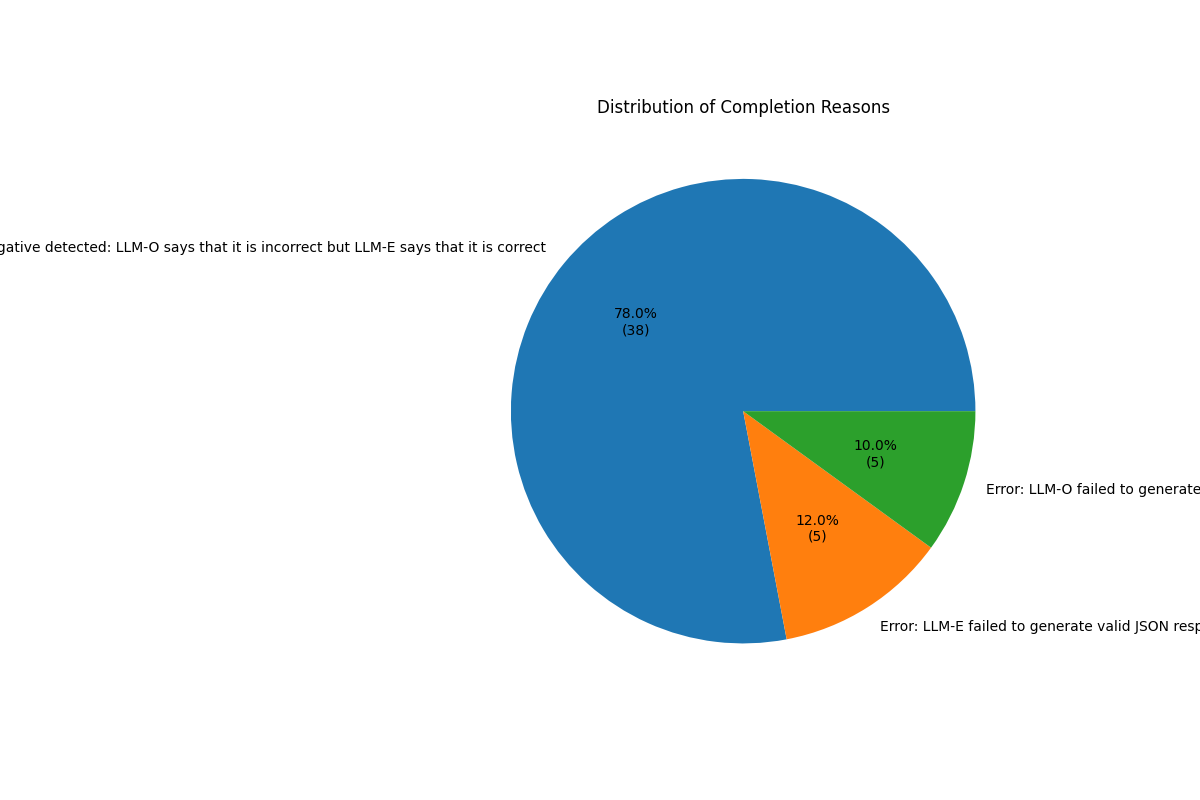 Distribution of Completion Reasons
gative detected: LLM-O says that it is incorrect but LLM-E says that it is correct
78.0%
(38)
10.0%
(5)
Error: LLM-O failed to generate
12.0%
(5)
Error: LLM-E failed to generate valid JSON resp